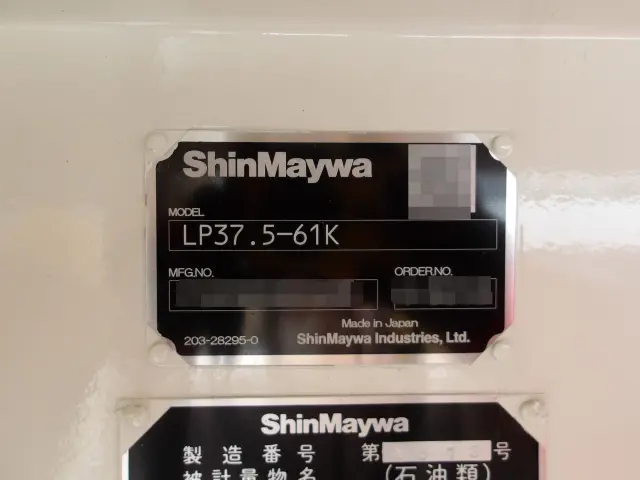 ShinMaywa
MODEL
LP37.5-61K
MFG.NO.
ORDER.NO.
Made in Japan
203-28295-0
ShinMaywa Industries, Ltd.
ShinMaywa
製造番号 第 号
被計量物名 (石油類)